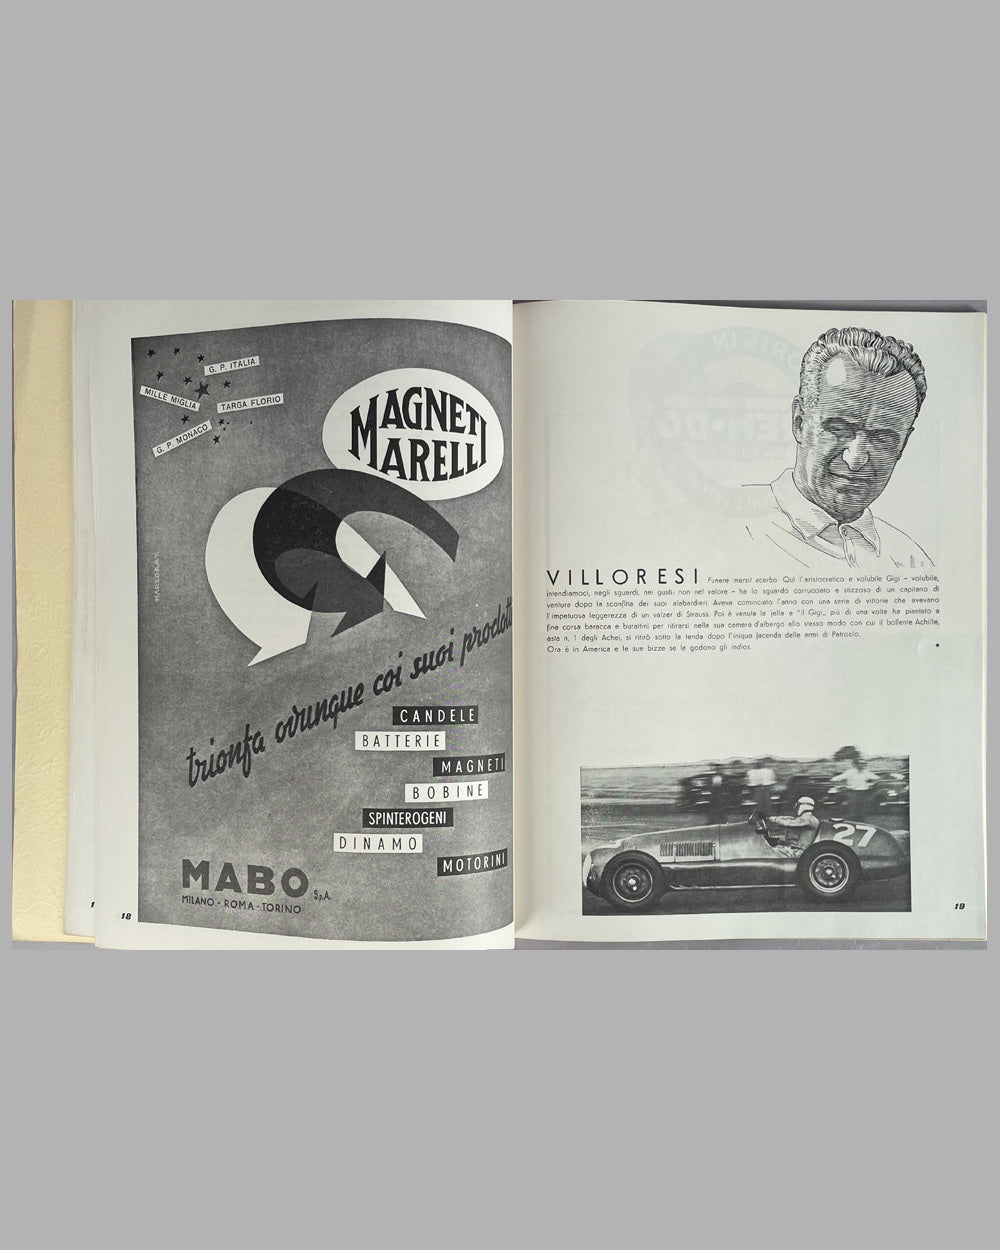 G. P. ITALIA
MILLE MIGLIA
TARGA FLORIO
G. P. MONACO
MAGNETI
MARELLI
trionfa ovunque coi suoi prodotti
CANDELE
BATTERIE
MAGNETI
BOBINE
SPINTEROGENI
DINAMO
MOTORINI
MABO S.p.A.
MILANO - ROMA - TORINO
18
VILLORESI Funere mersit acerbo. Quì l'aristocratico e volubile Gigi - volubile,
intendiamoci, negli sguardi, nei gusti: non nel valore - ha lo sguardo corrucciato e stizzoso di un capitano di
ventura dopo la sconfitta dei suoi alabardieri. Aveva cominciato l'anno con una serie di vittorie che avevano
l'impetuosa leggerezza di un valzer di Strauss. Poi è venuta la jella e "il Gigi„ più di una volta ha piantato a
fine corsa baracca e burattini per ritirarsi nella sua camera d'albergo allo stesso modo con cui il bollente Achille,
asta n. 1 degli Achei, si ritirò sotto la tenda dopo l'iniqua faccenda delle armi di Patroclo.
Ora è in America e le sue bizze se le godono gli indios.
27
19